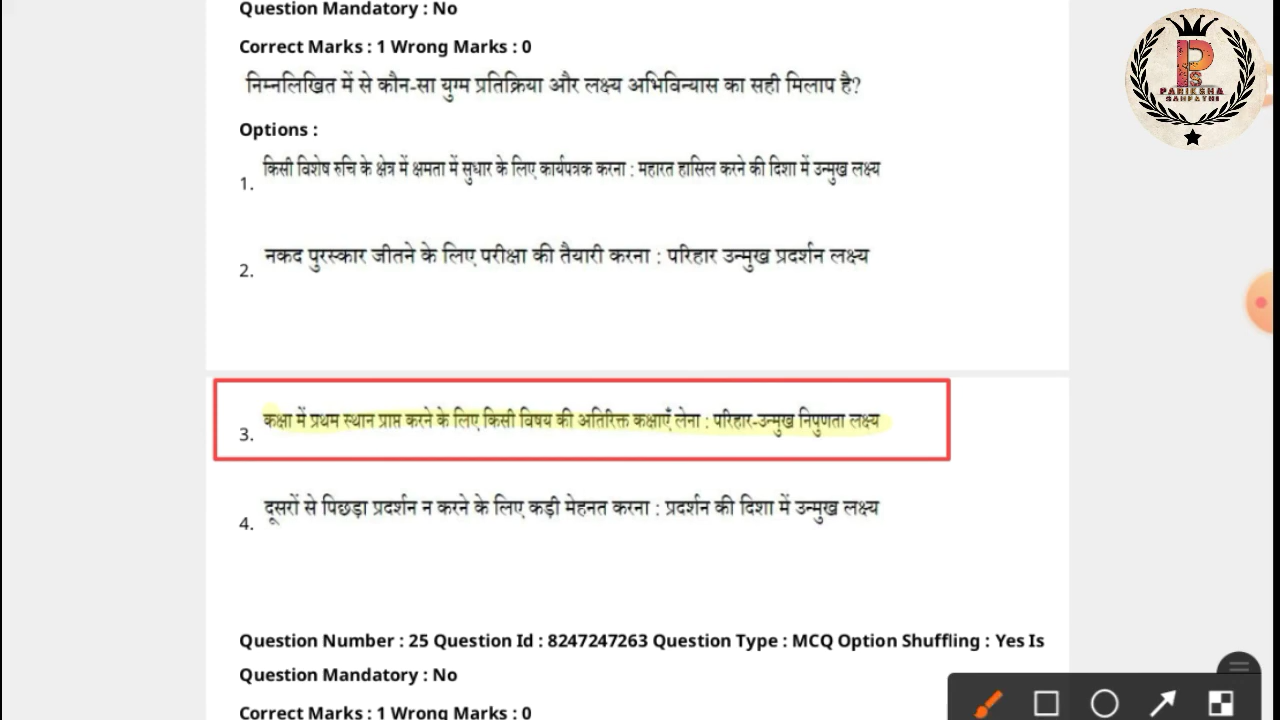 Question Mandatory : No
Correct Marks : 1 Wrong Marks : 0
निम्नलिखित में से कौन-सा युग्म प्रतिक्रिया और लक्ष्य अभिविन्यास का सही मिलाप है?
Options :
1. किसी विशेष रुचि के क्षेत्र में क्षमता में सुधार के लिए कार्यपत्रक करना : महारत हासिल करने की दिशा में उन्मुख लक्ष्य
2. नकद पुरस्कार जीतने के लिए परीक्षा की तैयारी करना : परिहार उन्मुख प्रदर्शन लक्ष्य
3. कक्षा में प्रथम स्थान प्राप्त करने के लिए किसी विषय की अतिरिक्त कक्षाएँ लेना : परिहार-उन्मुख निपुणता लक्ष्य
4. दूसरों से पिछड़ा प्रदर्शन न करने के लिए कड़ी मेहनत करना : प्रदर्शन की दिशा में उन्मुख लक्ष्य
Question Number : 25 Question Id : 8247247263 Question Type : MCQ Option Shuffling : Yes Is
Question Mandatory : No
Correct Marks : 1 Wrong Marks : 0
PS
PARIKSHA
SAMPATHI